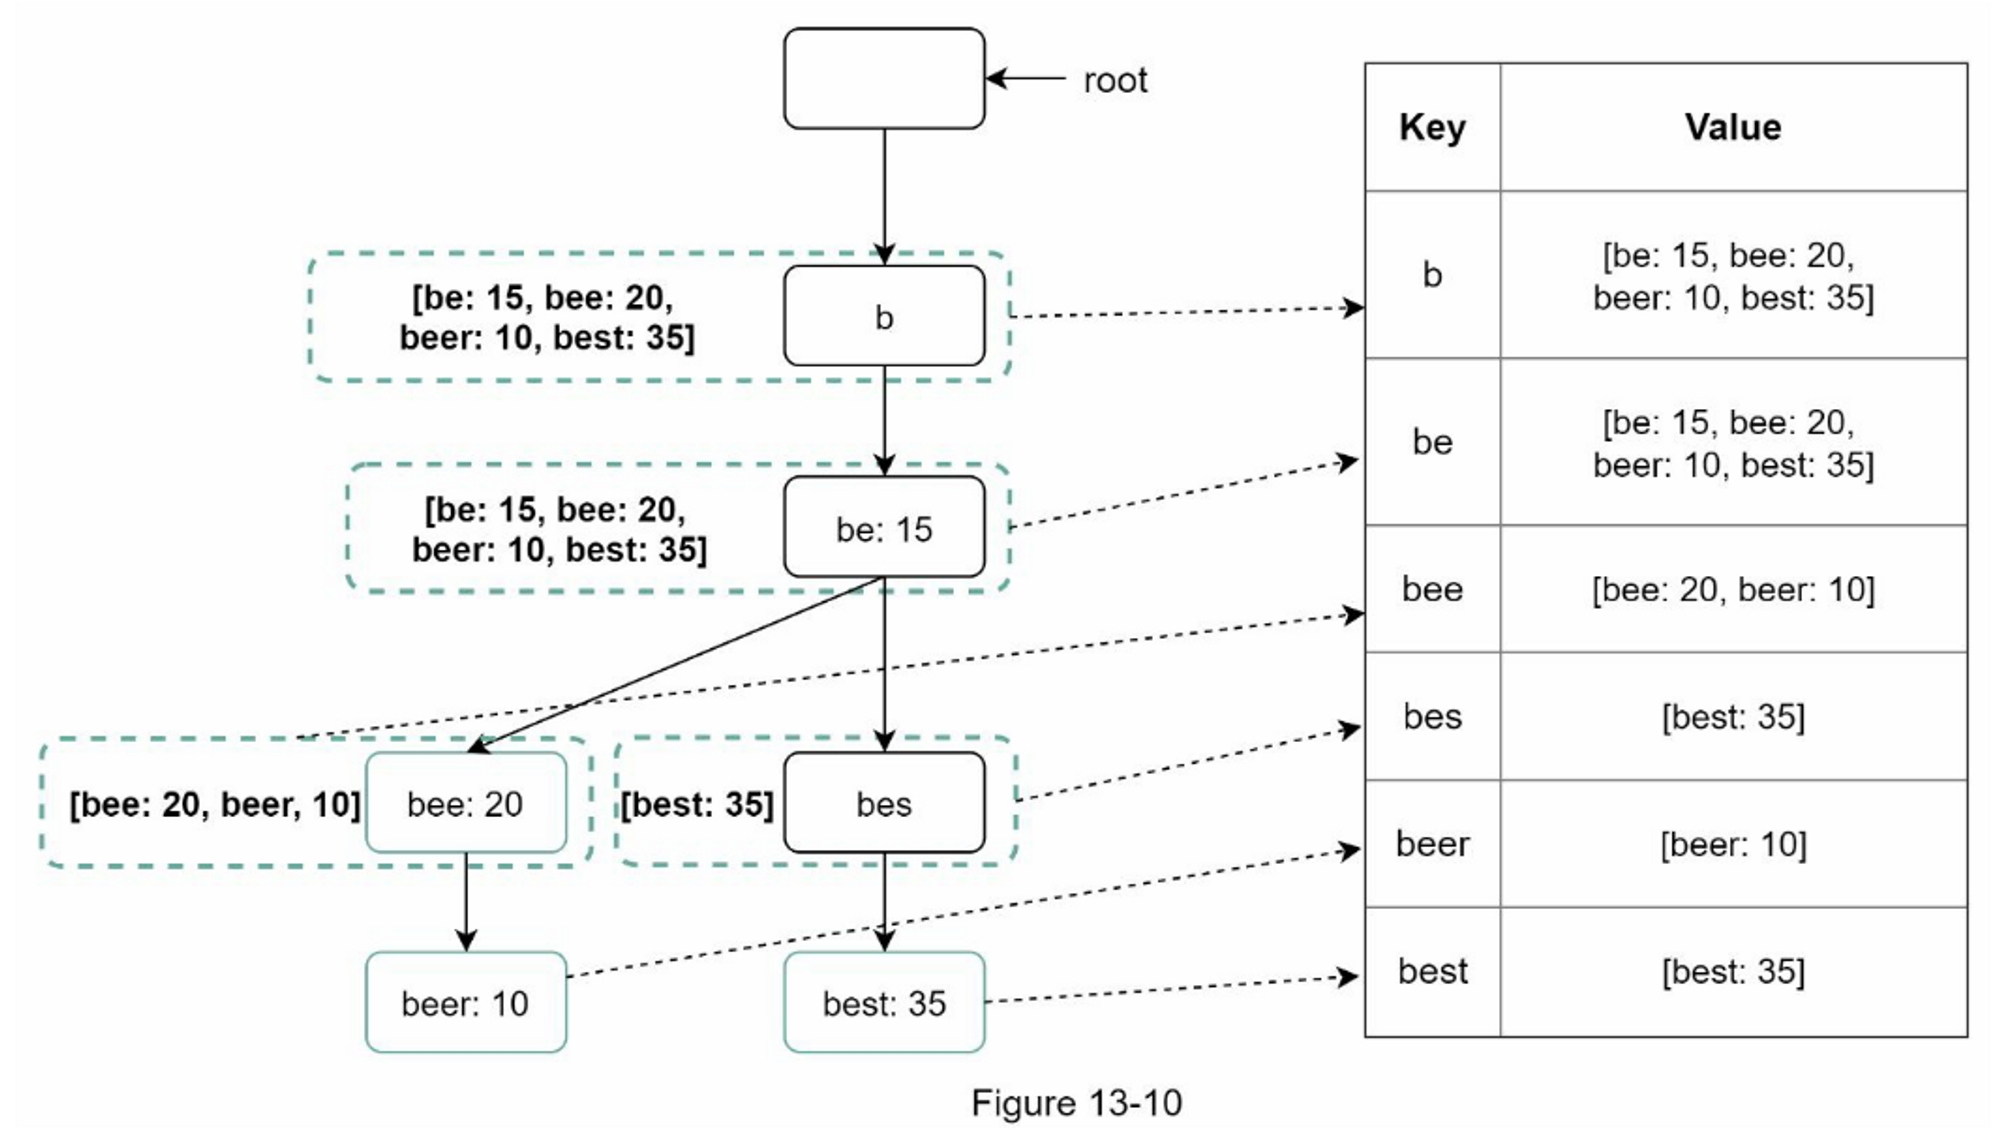 root
[be: 15, bee: 20,
beer: 10, best: 35]
b
[be: 15, bee: 20,
beer: 10, best: 35]
be: 15
[bee: 20, beer, 10]
bee: 20
[best: 35]
bes
beer: 10
best: 35
Key
Value
b
[be: 15, bee: 20,
beer: 10, best: 35]
be
[be: 15, bee: 20,
beer: 10, best: 35]
bee
[bee: 20, beer: 10]
bes
[best: 35]
beer
[beer: 10]
best
[best: 35]
Figure 13-10